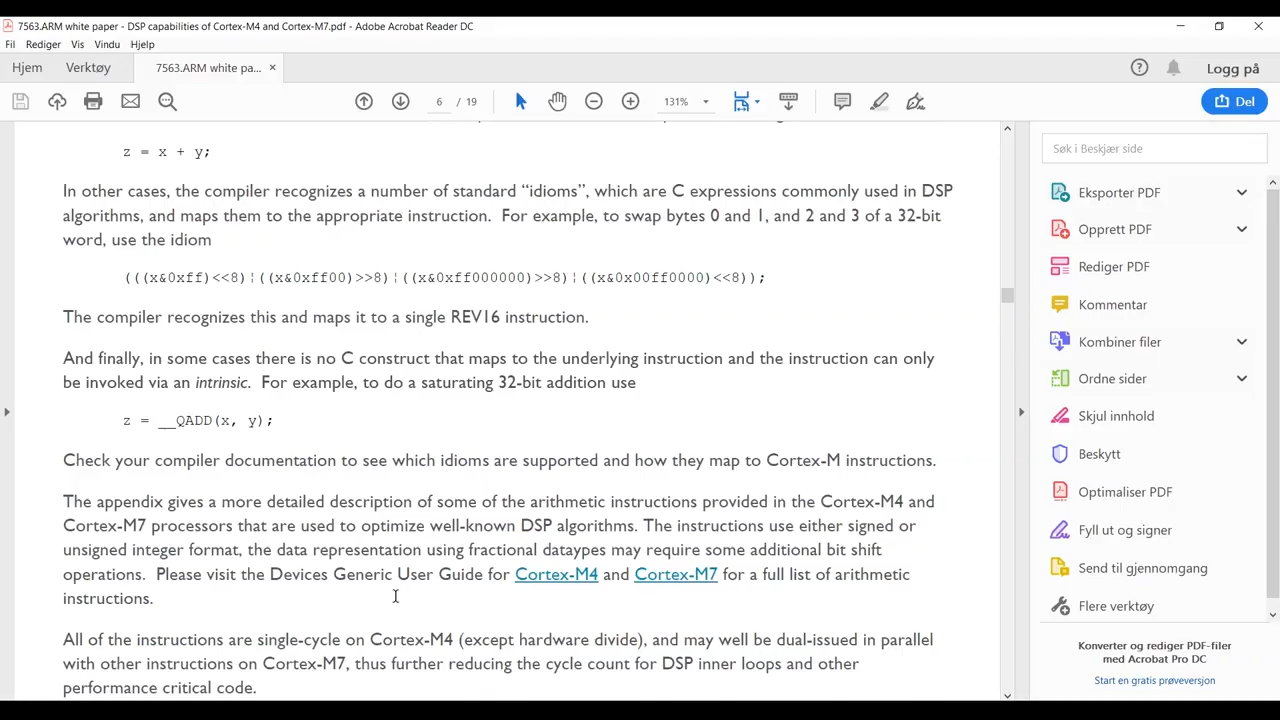 7563.ARM white paper - DSP capabilities of Cortex-M4 and Cortex-M7.pdf - Adobe Acrobat Reader DC
Fil Rediger Vis Vindu Hjelp
Hjem Verktøy 7563.ARM white pa... × Logg på
6 / 19 131% Del
z = x + y;
In other cases, the compiler recognizes a number of standard “idioms”, which are C expressions commonly used in DSP
algorithms, and maps them to the appropriate instruction. For example, to swap bytes 0 and 1, and 2 and 3 of a 32-bit
word, use the idiom
(((x&0xff)<<8)¦((x&0xff00)>>8)¦((x&0xff000000)>>8)¦((x&0x00ff0000)<<8));
The compiler recognizes this and maps it to a single REV16 instruction.
And finally, in some cases there is no C construct that maps to the underlying instruction and the instruction can only
be invoked via an intrinsic. For example, to do a saturating 32-bit addition use
z = __QADD(x, y);
Check your compiler documentation to see which idioms are supported and how they map to Cortex-M instructions.
The appendix gives a more detailed description of some of the arithmetic instructions provided in the Cortex-M4 and
Cortex-M7 processors that are used to optimize well-known DSP algorithms. The instructions use either signed or
unsigned integer format, the data representation using fractional dataypes may require some additional bit shift
operations. Please visit the Devices Generic User Guide for Cortex-M4 and Cortex-M7 for a full list of arithmetic
instructions.
All of the instructions are single-cycle on Cortex-M4 (except hardware divide), and may well be dual-issued in parallel
with other instructions on Cortex-M7, thus further reducing the cycle count for DSP inner loops and other
performance critical code.
Søk i Beskjær side
Eksporter PDF
Opprett PDF
Rediger PDF
Kommentar
Kombiner filer
Ordne sider
Skjul innhold
Beskytt
Optimaliser PDF
Fyll ut og signer
Send til gjennomgang
Flere verktøy
Konverter og rediger PDF-filer
med Acrobat Pro DC
Start en gratis prøveversjon